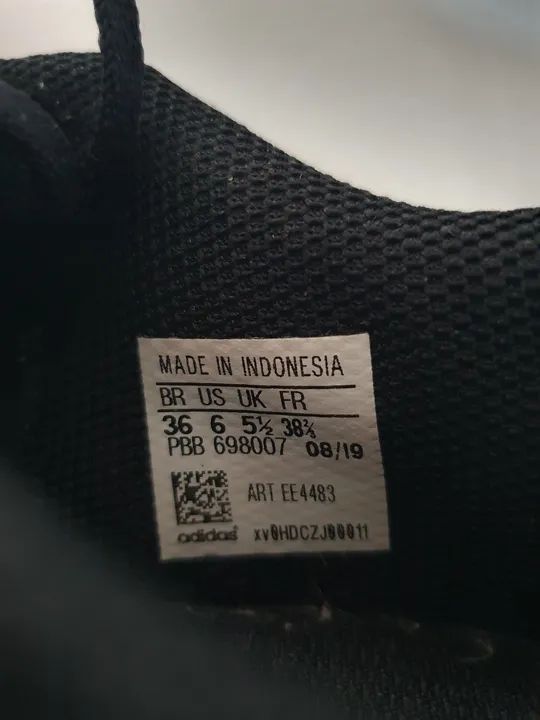 MADE IN INDONESIA
BR US UK FR
36 6 5½ 38⅔
PBB 698007 08/19
ART EE4483
adidas xv0HDCZJ00011